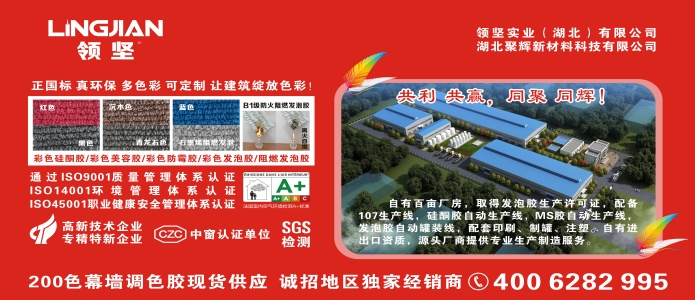 LINGJIAN
领坚
领坚实业（湖北）有限公司
湖北聚辉新材料科技有限公司
正国标 真环保 多色彩 可定制 让建筑绽放色彩！
红色
黑色
沉水色
青龙石色
蓝色
B1级防火阻燃发泡胶
离火自熄
彩色硅酮胶/彩色美容胶/彩色防霉胶/彩色发泡胶/阻燃发泡胶
通过ISO9001质量管理体系认证
ISO14001环境管理体系认证
ISO45001职业健康安全管理体系认证
ÉMISSIONS DANS L'AIR INTÉRIEUR
A+
A+ A B C
高新技术企业
专精特新企业
CZC
中窗认证单位
SGS
检测
共利 共赢，同聚 同辉！
自有百亩厂房，取得发泡胶生产许可证，配备
107生产线，硅酮胶自动生产线，MS胶自动生产线，
发泡胶自动罐装线，配套印刷、制罐、注塑。自有进
出口资质，源头厂商提供专业生产制造服务。
200色幕墙调色胶现货供应 诚招地区独家经销商 400 6282 995